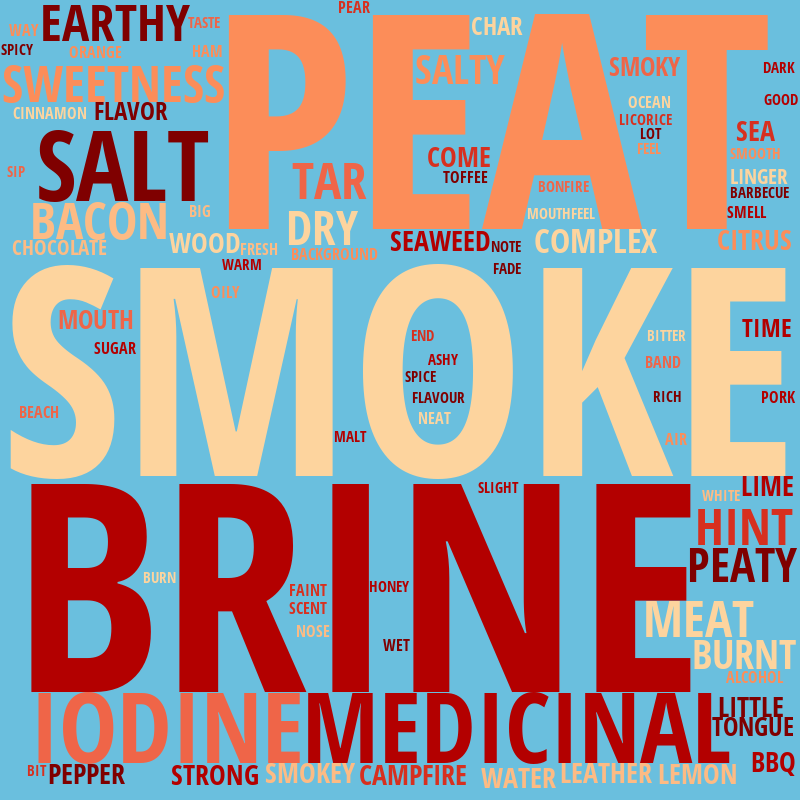 PEAR
EARTHY
TASTE
WAY
CHAR
SPICY
ORANGE
HAM
PEAT
SWEETNESS
SALTY
SMOKY
DARK
GOOD
CINNAMON
FLAVOR
OCEAN
LICORICE
LOT
SEA
FEEL
SMOOTH
SALT
COME
SIP
TAR
TOFFEE
BONFIRE
LINGER
BARBECUE
BACON
BIG
DRY
MOUTHFEEL
SMELL
CHOCOLATE
WOOD
FRESH
BACKGROUND
SEAWEED
NOTE
COMPLEX
CITRUS
WARM
FADE
OILY
SMOKE
MOUTH
SUGAR
END
ASHY
SPICE
FLAVOUR
NEAT
BITTER
TIME
BAND
RICH
PORK
BEACH
MALT
AIR
SLIGHT
WHITE
LIME
BRINE
HINT
PEATY
BURN
FAINT
SCENT
HONEY
NOSE
WET
MEAT
BURNT
ALCOHOL
IODINE
MEDICINAL
LITTLE
TONGUE
BIT
PEPPER
STRONG
SMOKEY
CAMPFIRE
WATER
LEATHER
LEMON
BBQ